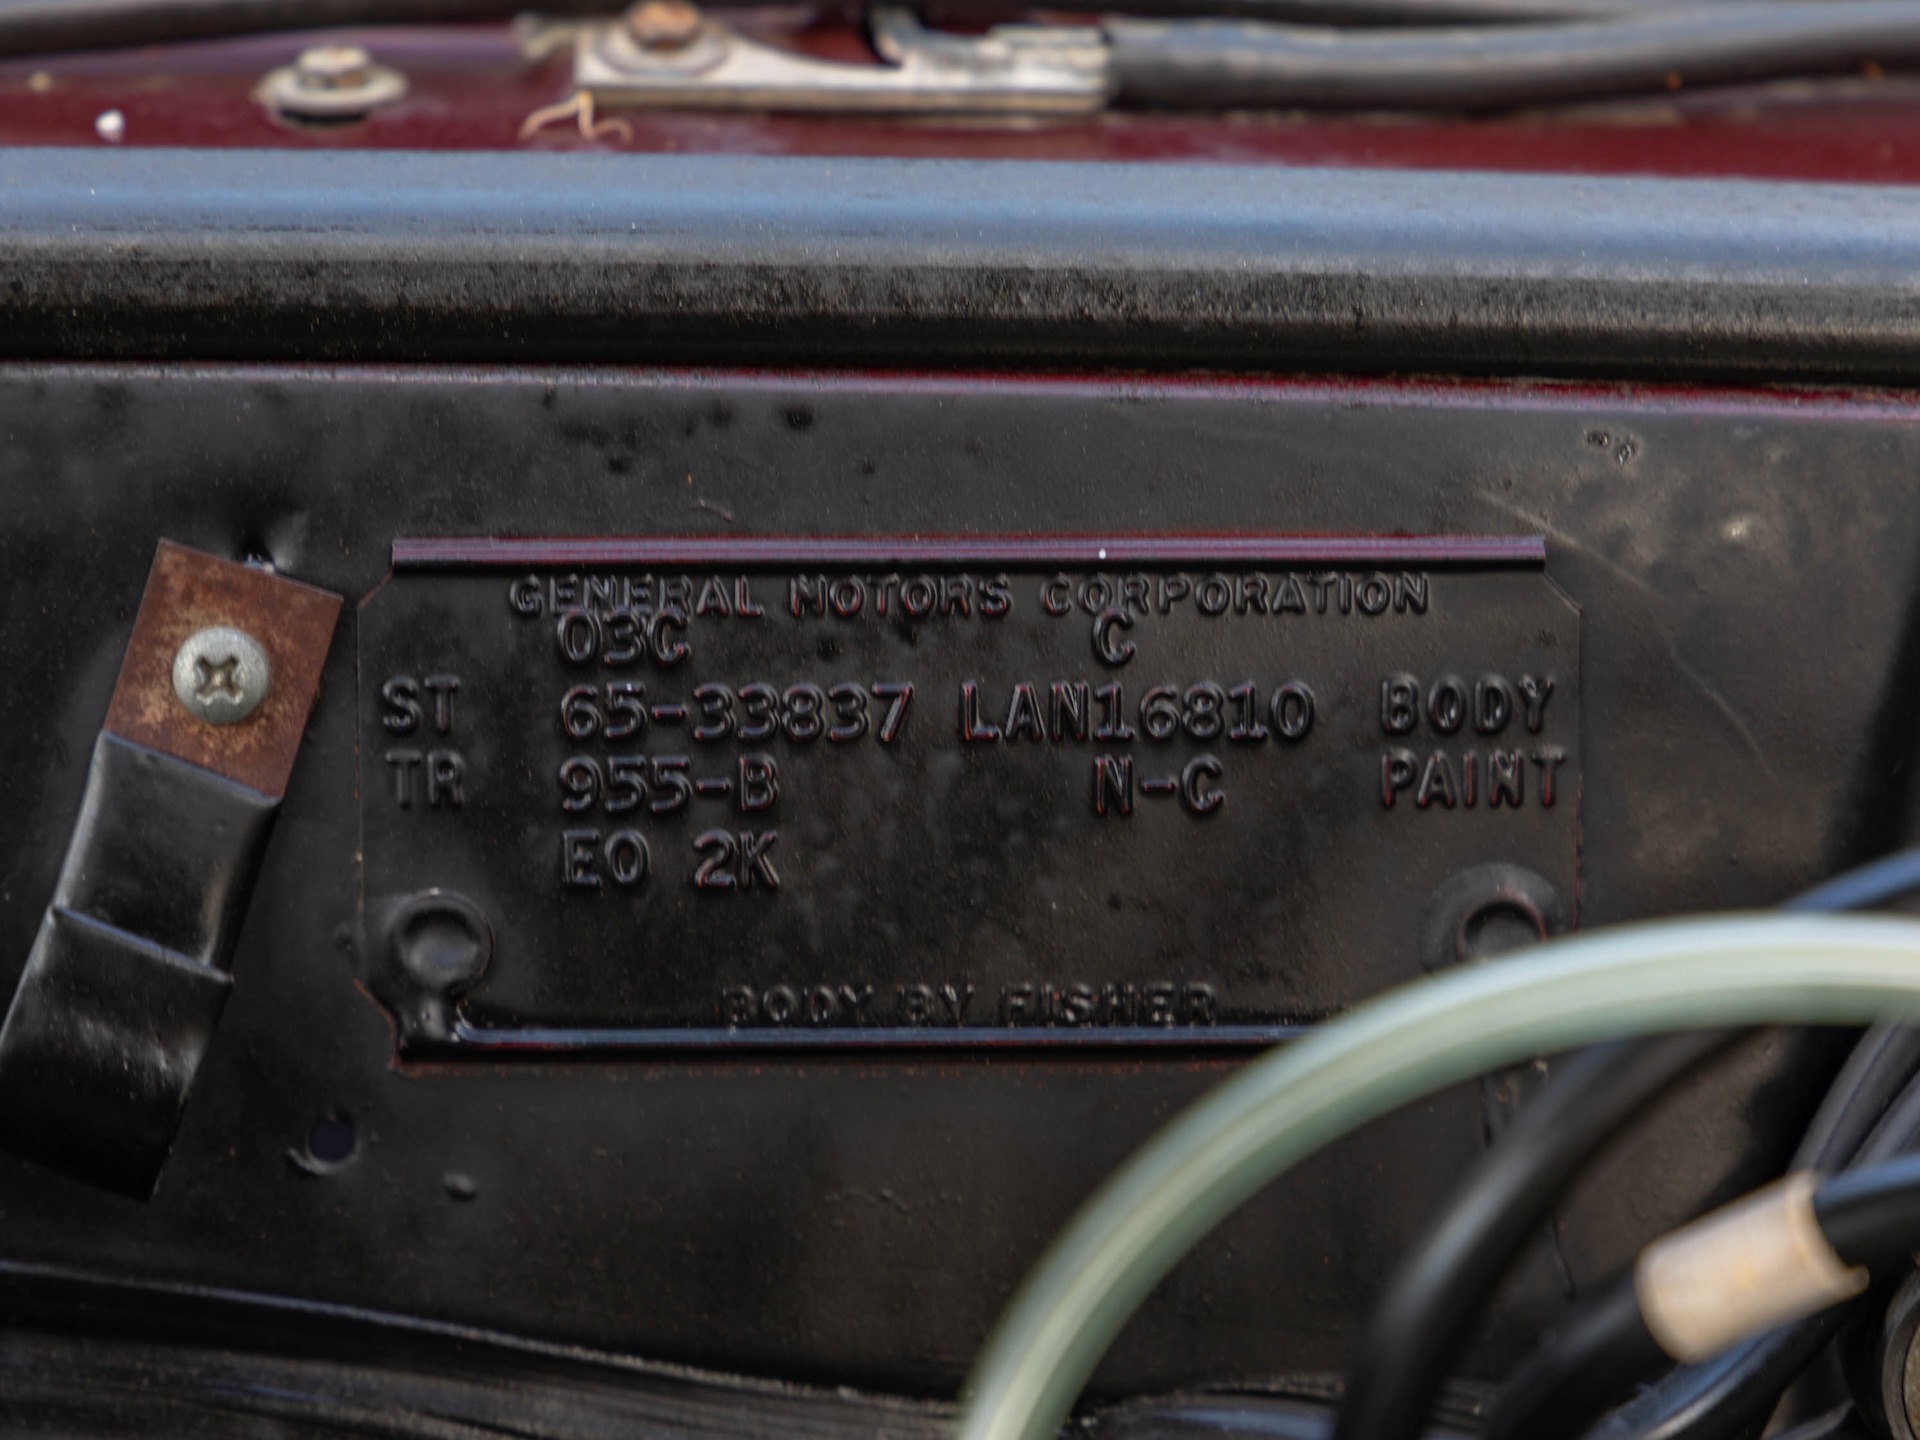 GENERAL MOTORS CORPORATION
03C C
ST 65-33837 LAN16810 BODY
TR 955-B N-C PAINT
EO 2K
BODY BY FISHER